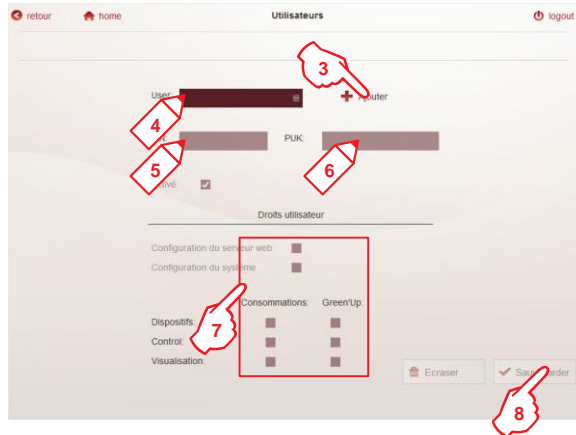 retour home Utilisateurs logout
3
User: Ajouter
4
PUK:
5 6
Droits utilisateur
Configuration du serveur web
Configuration du système
Consommations: Green'Up:
7
Dispositifs:
Control:
Visualisation:
Ecraser
8